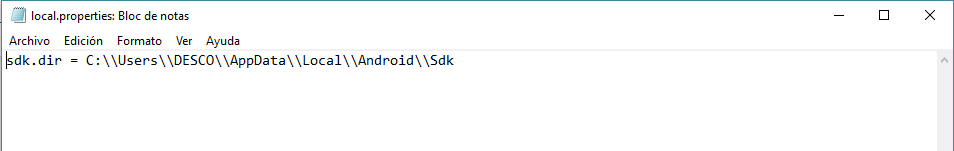 local.properties: Bloc de notas
Archivo Edición Formato Ver Ayuda
sdk.dir = C:\\Users\\DESCO\\AppData\\Local\\Android\\Sdk